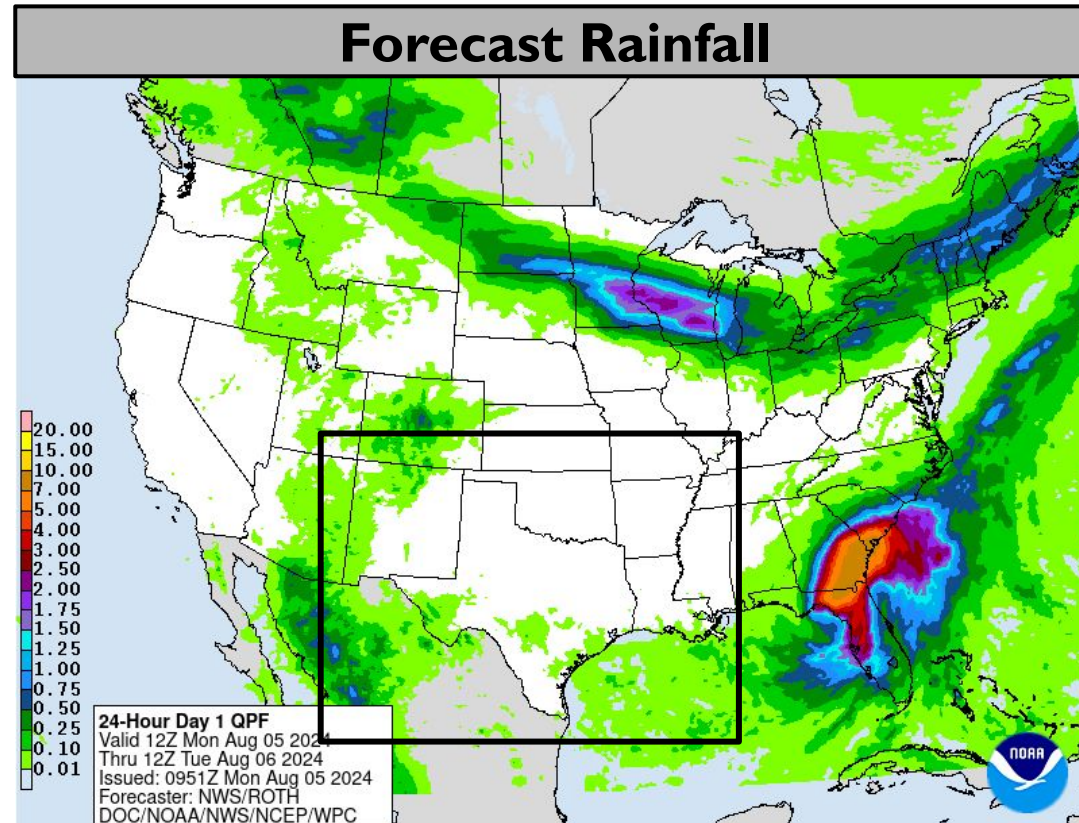 Forecast Rainfall
20.00
15.00
10.00
7.00
5.00
4.00
3.00
2.50
2.00
1.75
1.50
1.25
1.00
0.75
0.50
0.25
0.10
0.01
24-Hour Day 1 QPF
Valid 12Z Mon Aug 05 2024
Thru 12Z Tue Aug 06 2024
Issued: 0951Z Mon Aug 05 2024
Forecaster: NWS/ROTH
DOC/NOAA/NWS/NCEP/WPC
NOAA